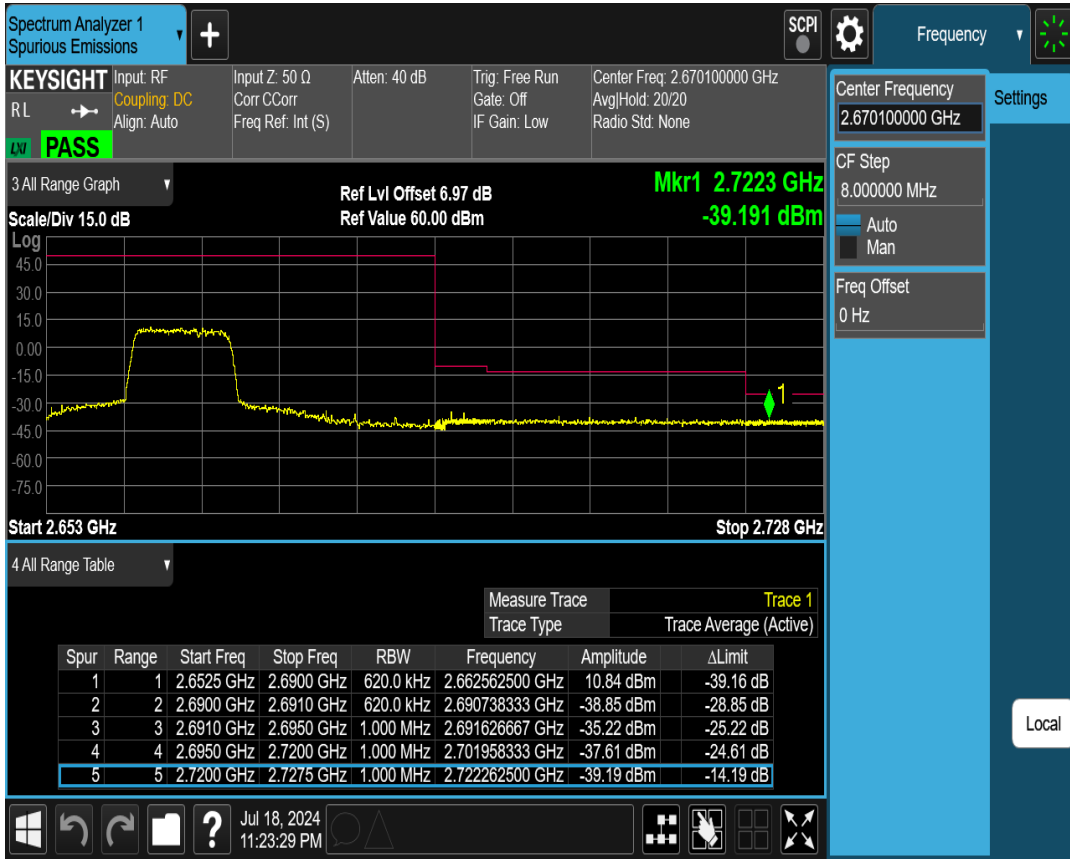 Spectrum Analyzer 1
Spurious Emissions
+
SCPI
Frequency
KEYSIGHT
RL
LXI
PASS
Input: RF
Coupling: DC
Align: Auto
Input Z: 50 Ω
Corr CCorr
Freq Ref: Int (S)
Atten: 40 dB
Trig: Free Run
Gate: Off
IF Gain: Low
Center Freq: 2.670100000 GHz
Avg|Hold: 20/20
Radio Std: None
Center Frequency
2.670100000 GHz
Settings
CF Step
8.000000 MHz
Auto
Man
Freq Offset
0 Hz
Local
3 All Range Graph
Scale/Div 15.0 dB
Ref Lvl Offset 6.97 dB
Ref Value 60.00 dBm
Mkr1 2.7223 GHz
-39.191 dBm
Log
45.0
30.0
15.0
0.00
-15.0
-30.0
-45.0
-60.0
-75.0
1
Start 2.653 GHz
Stop 2.728 GHz
4 All Range Table
Measure Trace Trace 1
Trace Type Trace Average (Active)
Spur Range Start Freq Stop Freq RBW Frequency Amplitude ΔLimit
1 1 2.6525 GHz 2.6900 GHz 620.0 kHz 2.662562500 GHz 10.84 dBm -39.16 dB
2 2 2.6900 GHz 2.6910 GHz 620.0 kHz 2.690738333 GHz -38.85 dBm -28.85 dB
3 3 2.6910 GHz 2.6950 GHz 1.000 MHz 2.691626667 GHz -35.22 dBm -25.22 dB
4 4 2.6950 GHz 2.7200 GHz 1.000 MHz 2.701958333 GHz -37.61 dBm -24.61 dB
5 5 2.7200 GHz 2.7275 GHz 1.000 MHz 2.722262500 GHz -39.19 dBm -14.19 dB
?
Jul 18, 2024
11:23:29 PM